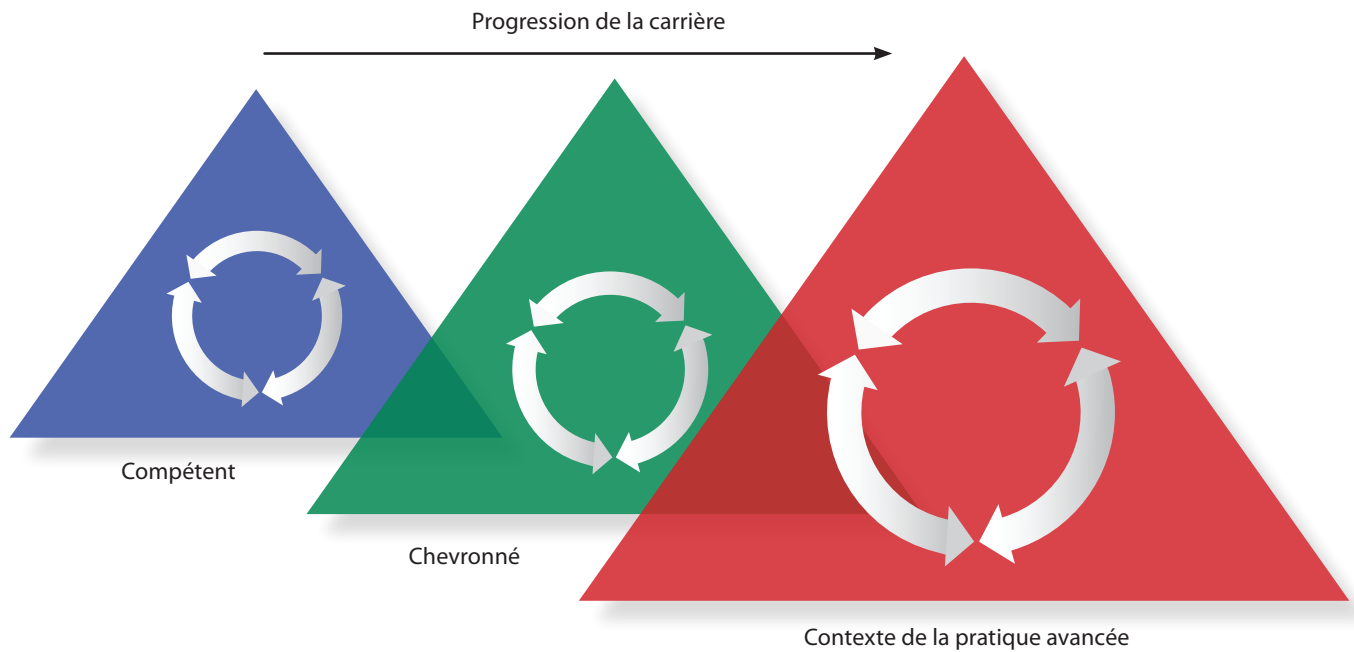 Progression de la carrière
Compétent
Chevronné
Contexte de la pratique avancée